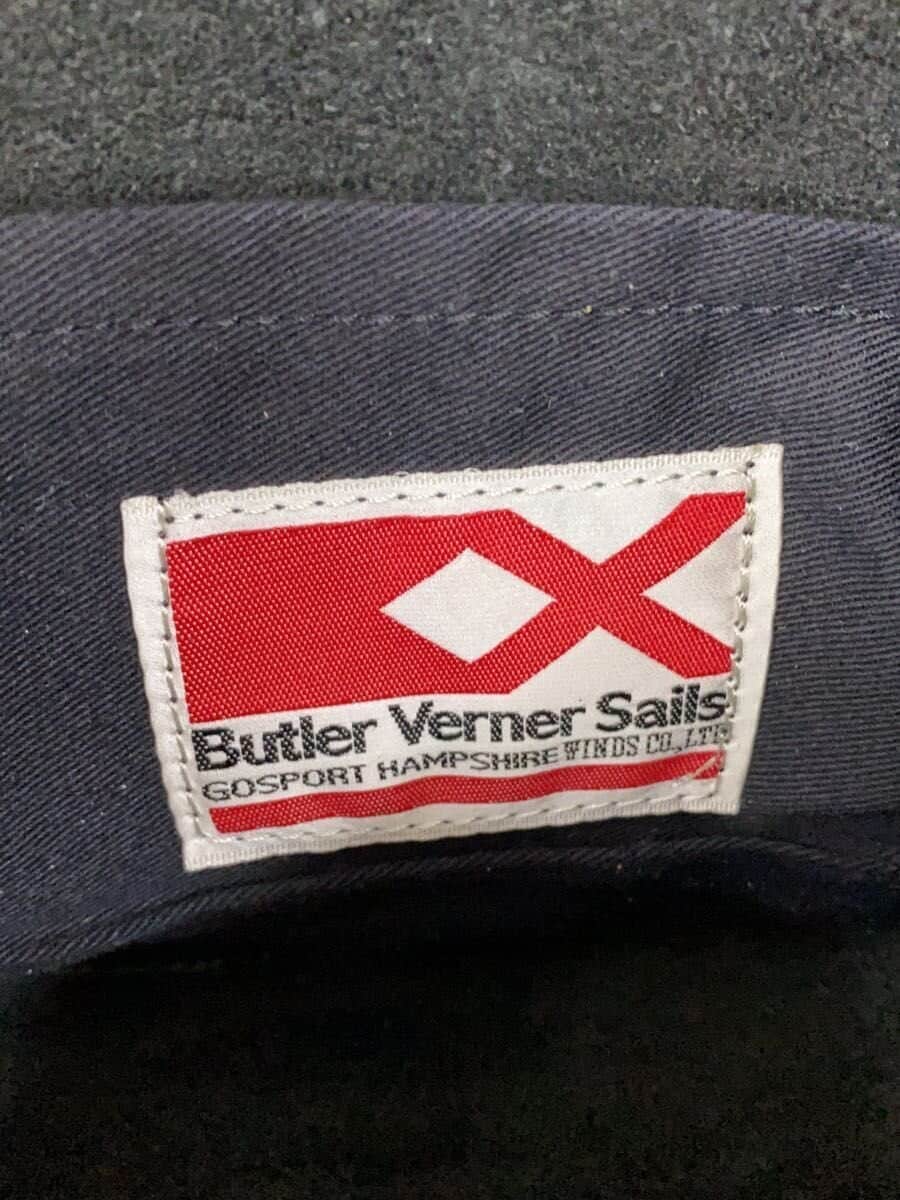 Butler Verner Sails
GOSPORT HAMPSHIRE WINDS CO., LTD